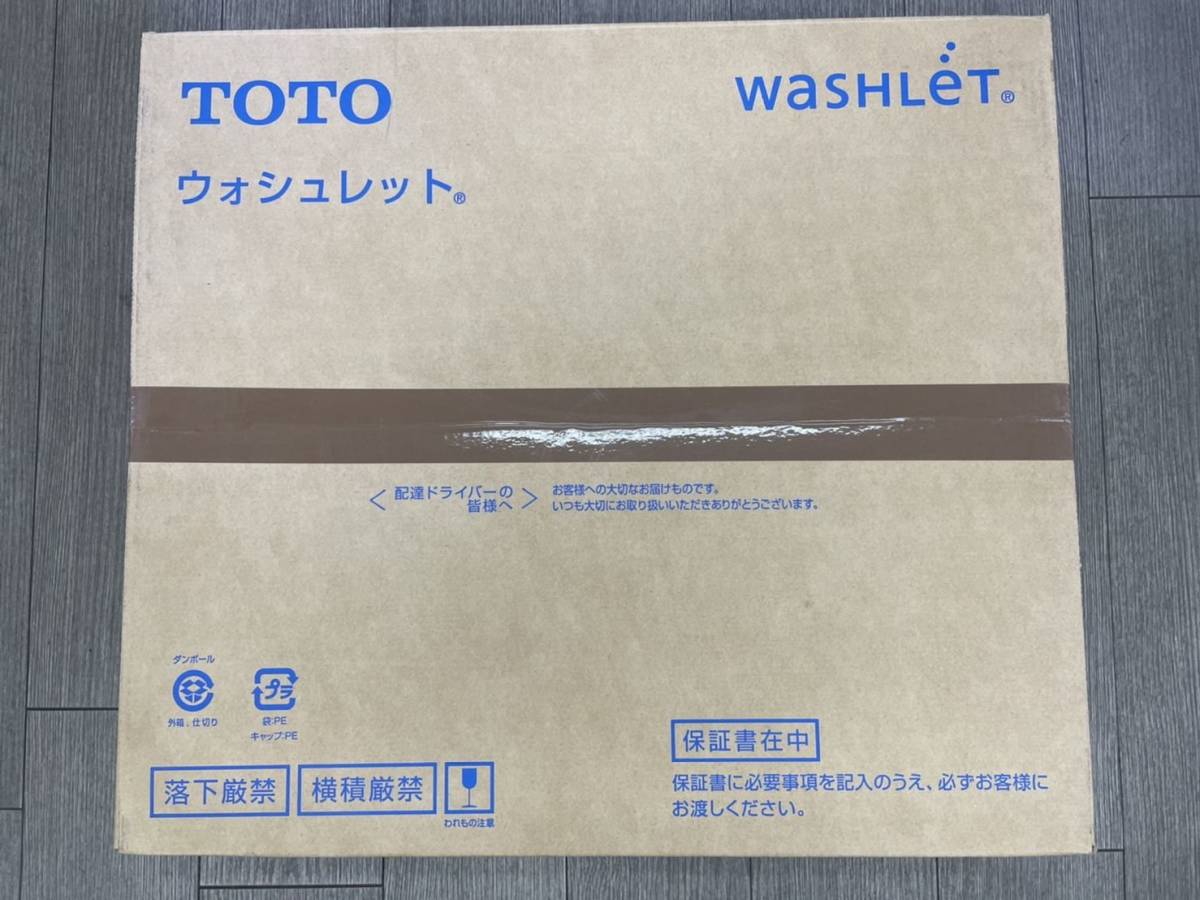 TOTO
WASHLET®
ウォシュレット®
<配達ドライバーの皆様へ>
お客様への大切なお届けものです。
いつも大切にお取り扱いいただきありがとうございます。
ダンボール
外箱、仕切り
プラ
袋:PE
キャップ:PE
落下厳禁
横積厳禁
われもの注意
保証書在中
保証書に必要事項を記入のうえ、必ずお客様に
お渡しください。